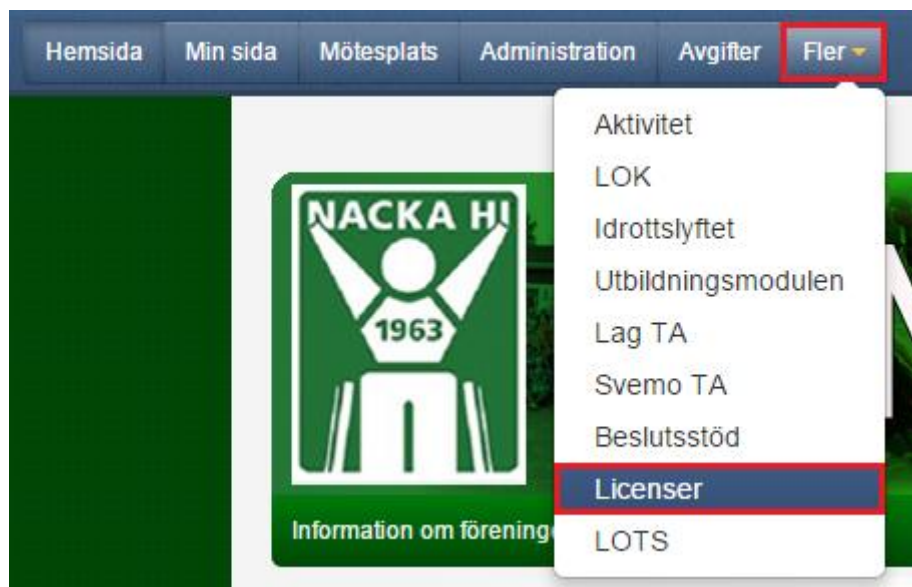 Hemsida Min sida Mötesplats Administration Avgifter Fler
Aktivitet
LOK
Idrottslyftet
Utbildningsmodulen
Lag TA
Svemo TA
Beslutsstöd
Licenser
LOTS
NACKA HI
1963
Information om